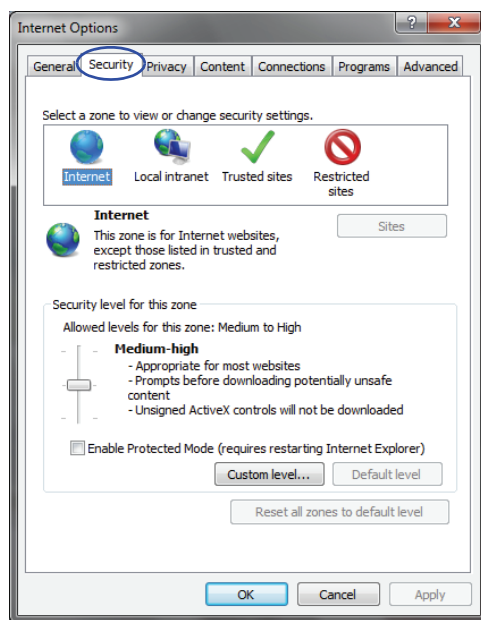 Internet Options
?
X
General Security Privacy Content Connections Programs Advanced
Select a zone to view or change security settings.
Internet Local intranet Trusted sites Restricted
sites
Internet
Sites
This zone is for Internet websites,
except those listed in trusted and
restricted zones.
Security level for this zone
Allowed levels for this zone: Medium to High
Medium-high
- Appropriate for most websites
- Prompts before downloading potentially unsafe
content
- Unsigned ActiveX controls will not be downloaded
Enable Protected Mode (requires restarting Internet Explorer)
Custom level... Default level
Reset all zones to default level
OK Cancel Apply